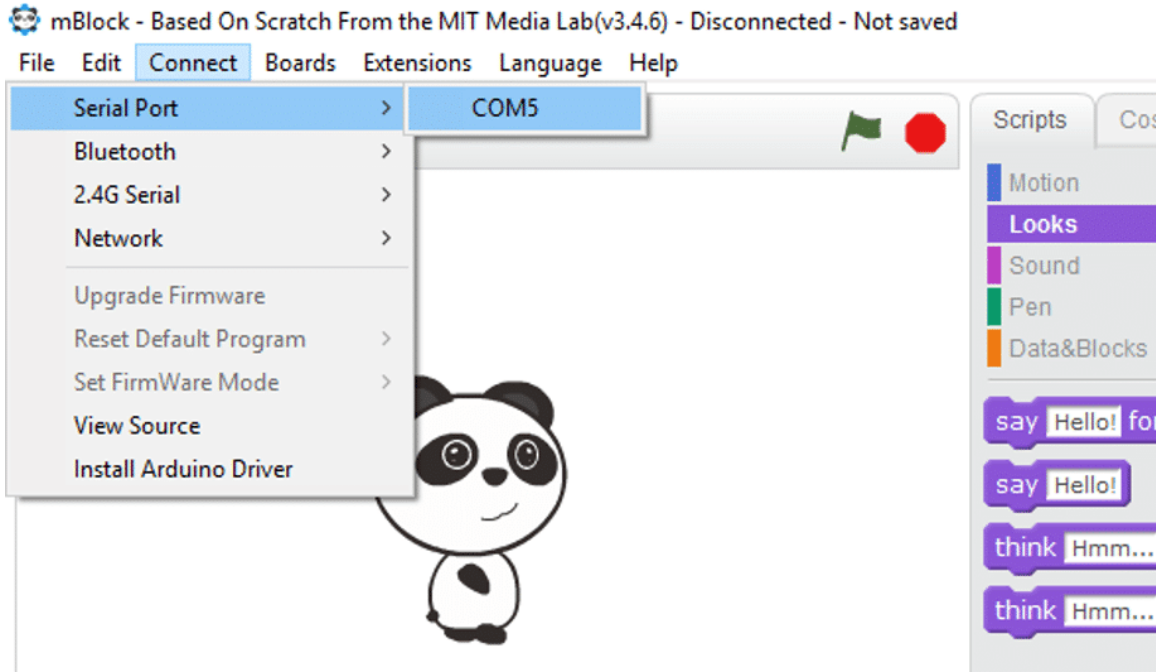 mBlock - Based On Scratch From the MIT Media Lab(v3.4.6) - Disconnected - Not saved
File Edit Connect Boards Extensions Language Help
Serial Port > COM5
Bluetooth >
2.4G Serial >
Network >
Upgrade Firmware
Reset Default Program >
Set FirmWare Mode >
View Source
Install Arduino Driver
Scripts
Motion
Looks
Sound
Pen
Data&Blocks
say Hello!
say Hello!
think Hmm...
think Hmm...